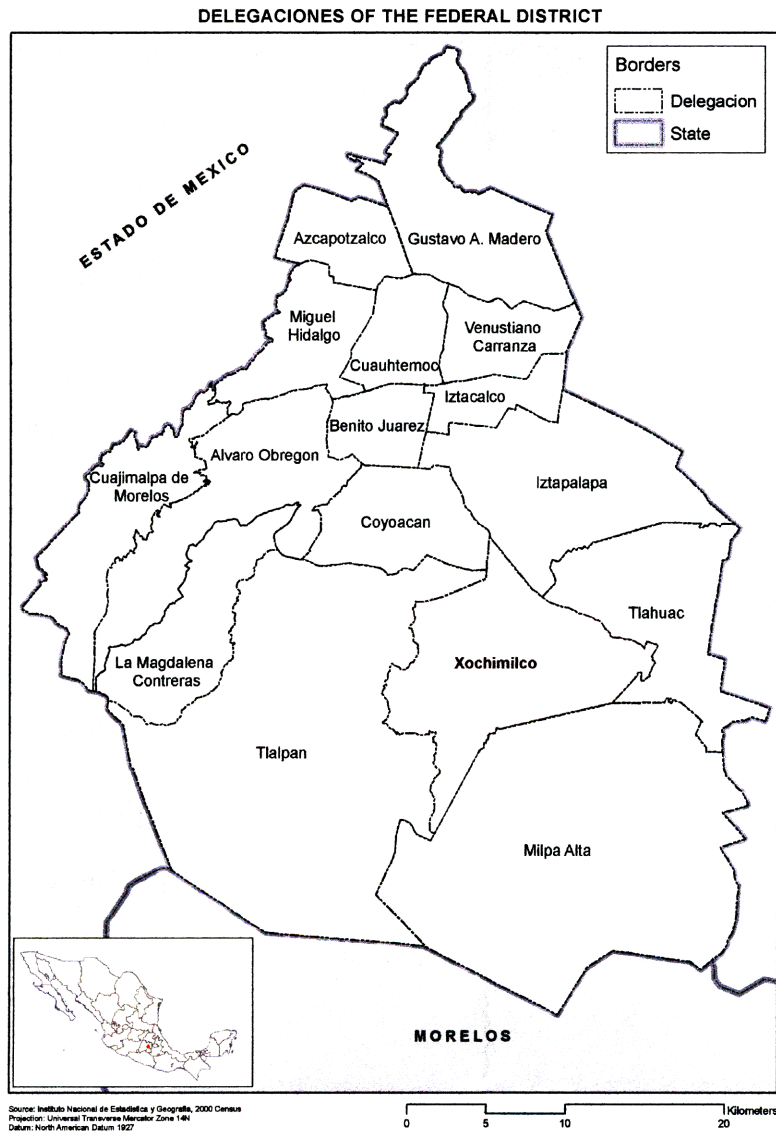 DELEGACIONES OF THE FEDERAL DISTRICT
Borders
Delegacion
State
ESTADO DE MEXICO
Azcapotzalco
Gustavo A. Madero
Miguel
Hidalgo
Venustiano
Carranza
Cuauhtemoc
Iztacalco
Benito Juarez
Alvaro Obregon
Cuajimalpa de
Morelos
Iztapalapa
Coyoacan
Tlahuac
La Magdalena
Contreras
Xochimilco
Tlalpan
Milpa Alta
MORELOS
Source: Instituto Nacional de Estadistica y Geografia, 2000 Census
Projection: Universal Transverse Mercator Zone 14N
Datum: North American Datum 1927
Kilometers
0 5 10 20